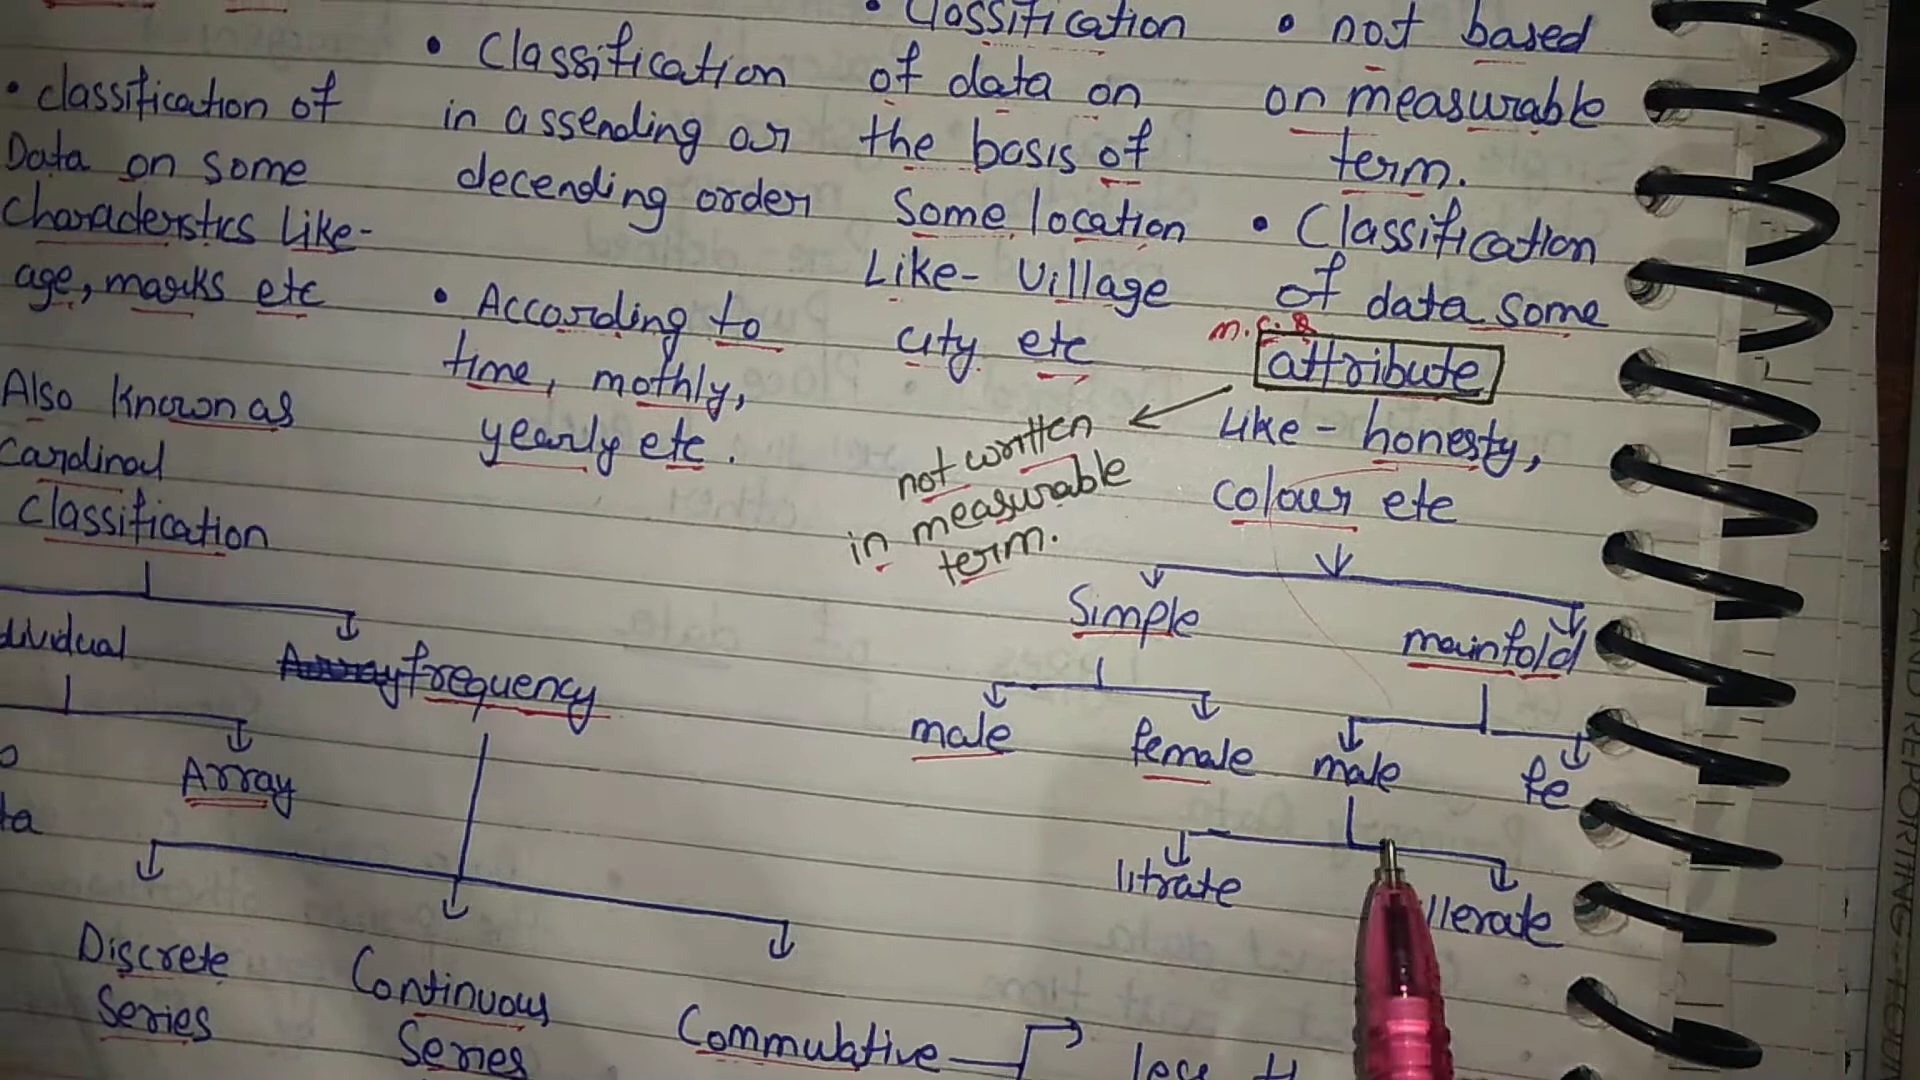 • classification of
Data on some
characterstics like-
age, marks etc
Also Known as
Cardinal
Classification
Array
frequency
Array
Discrete
Series
Continuous
Series
Commulative
• Classification
in assending or
decending order
• According to
time, mothly,
yearly etc.
• Classification
of data on
the basis of
Some location
Like- Village
city etc
• not based
on measurable
term.
• Classification
of data some
attribute
Like - honesty,
colour etc
not written
in measurable
term.
Simple
mainfold
male
female
male
fe
litrate